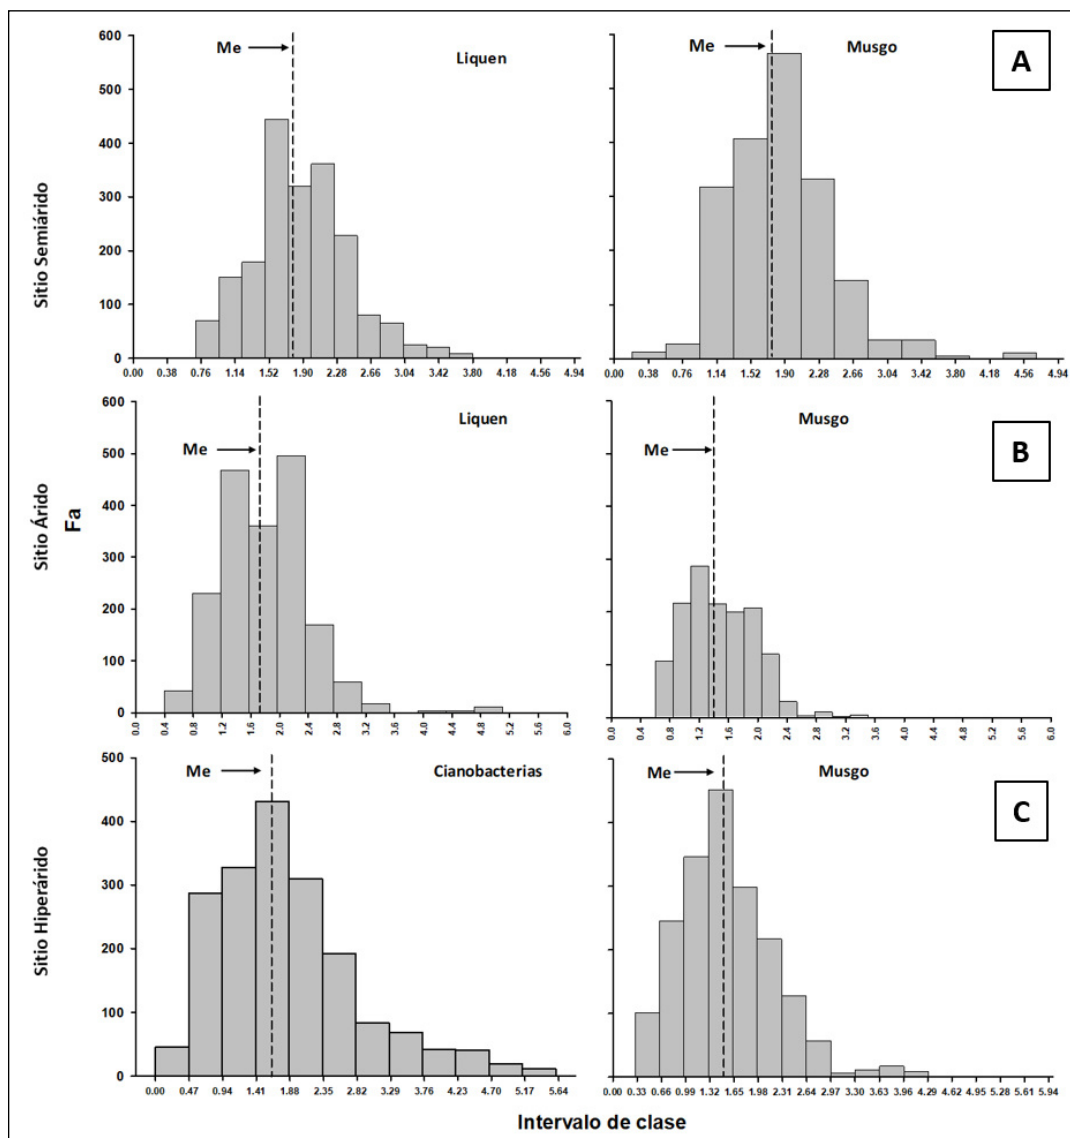 Me
Liquen
600
500
400
300
200
100
0
0.00 0.38 0.76 1.14 1.52 1.90 2.28 2.66 3.04 3.42 3.80 4.18 4.56 4.94
Me
Musgo
A
0.00 0.38 0.76 1.14 1.52 1.90 2.28 2.66 3.04 3.42 3.80 4.18 4.56 4.94
Sitio Semiárido
Me
Liquen
600
500
400
300
200
100
0
0.0 0.4 0.8 1.2 1.6 2.0 2.4 2.8 3.2 3.6 4.0 4.4 4.8 5.2 6.0
Me
Musgo
B
0.0 0.4 0.8 1.2 1.6 2.0 2.4 2.8 3.2 3.6 4.0 4.4 4.8 5.2 5.6 6.0
Sitio Árido
Fa
Me
Cianobacterias
500
400
300
200
100
0
0.00 0.47 0.94 1.41 4.88 2.35 2.82 3.29 3.76 4.23 4.70 5.17 5.64
Me
Musgo
C
0.00 0.33 0.66 0.99 1.32 1.65 1.98 2.31 2.64 2.97 3.30 3.63 3.96 4.29 4.62 4.95 5.28 5.61 5.94
Sitio Hiperárido
Intervalo de clase